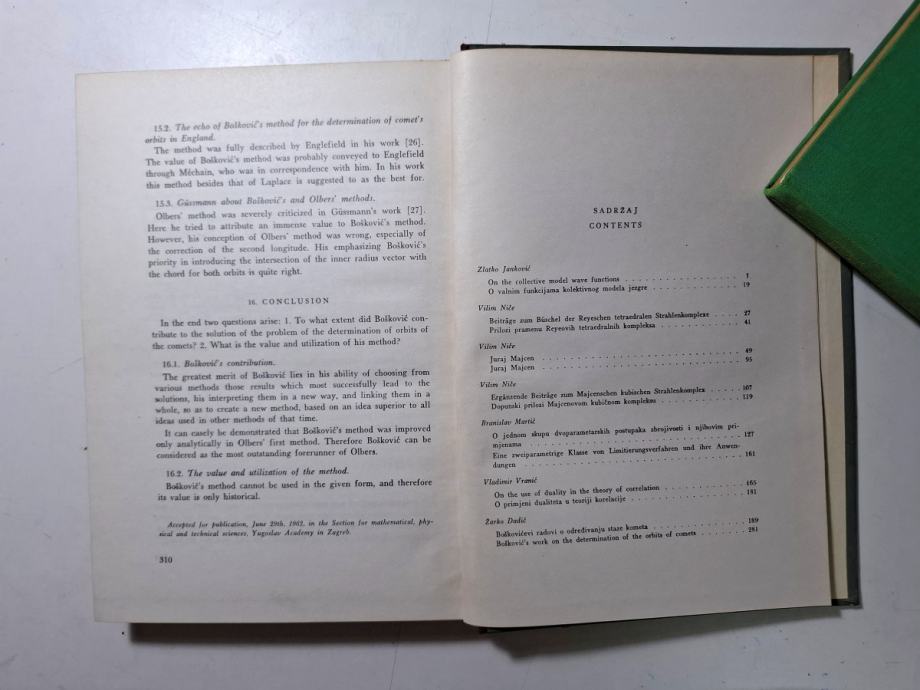 15.2. The echo of Bošković's method for the determination of comet's
orbits in England.
The method was fully described by Englefield in his work [26].
The value of Bošković's method was probably conveyed to Englefield
through Méchain, who was in correspondence with him. In his work
this method besides that of Laplace is suggested to as the best for.
15.3. Güssmann about Bošković's and Olbers' methods.
Olbers' method was severely criticized in Güssmann's work [27].
Here he tried to attribute an immense value to Bošković's method.
However, his conception of Olbers' method was wrong, especially of
the correction of the second longitude. His emphasizing Bošković's
priority in introducing the intersection of the inner radius vector with
the chord for both orbits is quite right.
16. CONCLUSION
In the end two questions arise: 1. To what extent did Bošković con-
tribute to the solution of the problem of the determination of orbits of
the comets? 2. What is the value and utilization of his method?
16.1. Bošković's contribution.
The greatest merit of Bošković lies in his ability of choosing from
various methods those results which most successfully lead to the
solutions, his interpreting them in a new way, and linking them in a
whole, so as to create a new method, based on an idea superior to all
ideas used in other methods of that time.
It can casely be demonstrated that Bošković's method was improved
only analytically in Olbers' first method. Therefore Bošković can be
considered as the most outstanding forerunner of Olbers.
16.2. The value and utilization of the method.
Bošković's method cannot be used in the given form, and therefore
its value is only historical.
Accepted for publication, June 29th, 1962, in the Section for mathematical, phy-
sical and technical sciences, Yugoslav Academy in Zagreb.
310
SADRŽAJ
CONTENTS
Zlatko Janković
On the collective model wave functions . . . . . . . . . . 1
O valnim funkcijama kolektivnog modela jezgre . . . . . . . . . . 19
Vilim Niče
Beiträge zum Büschel der Reyeschen tetraedralen Strahlenkomplexe . . . . . 27
Prilozi pramenu Reyeovih tetraedralnih kompleksa . . . . . . . . . . 41
Vilim Niče
Juraj Majcen . . . . . . . . . . 49
Juraj Majcen . . . . . . . . . . 95
Vilim Niče
Ergänzende Beiträge zum Majcenschen kubischen Strahlenkomplex . . . . . 107
Dopunski prilozi Majcenovom kubičnom kompleksu . . . . . . . . . . 119
Branislav Martić
O jednom skupu dvoparametarskih postupaka zbrojivosti i njihovim pri-
mjenama . . . . . . . . . . 127
Eine zweiparametrige Klasse von Limitierungsverfahren und ihre Anwen-
dungen . . . . . . . . . . 161
Vladimir Vranić
On the use of duality in the theory of correlation . . . . . . . . . . 165
O primjeni dualiteta u teoriji korelacije . . . . . . . . . . 181
Žarko Dadić
Boškovićevi radovi o određivanju staze kometa . . . . . . . . . . 189
Bošković's work on the determination of the orbits of comets . . . . . . . 281